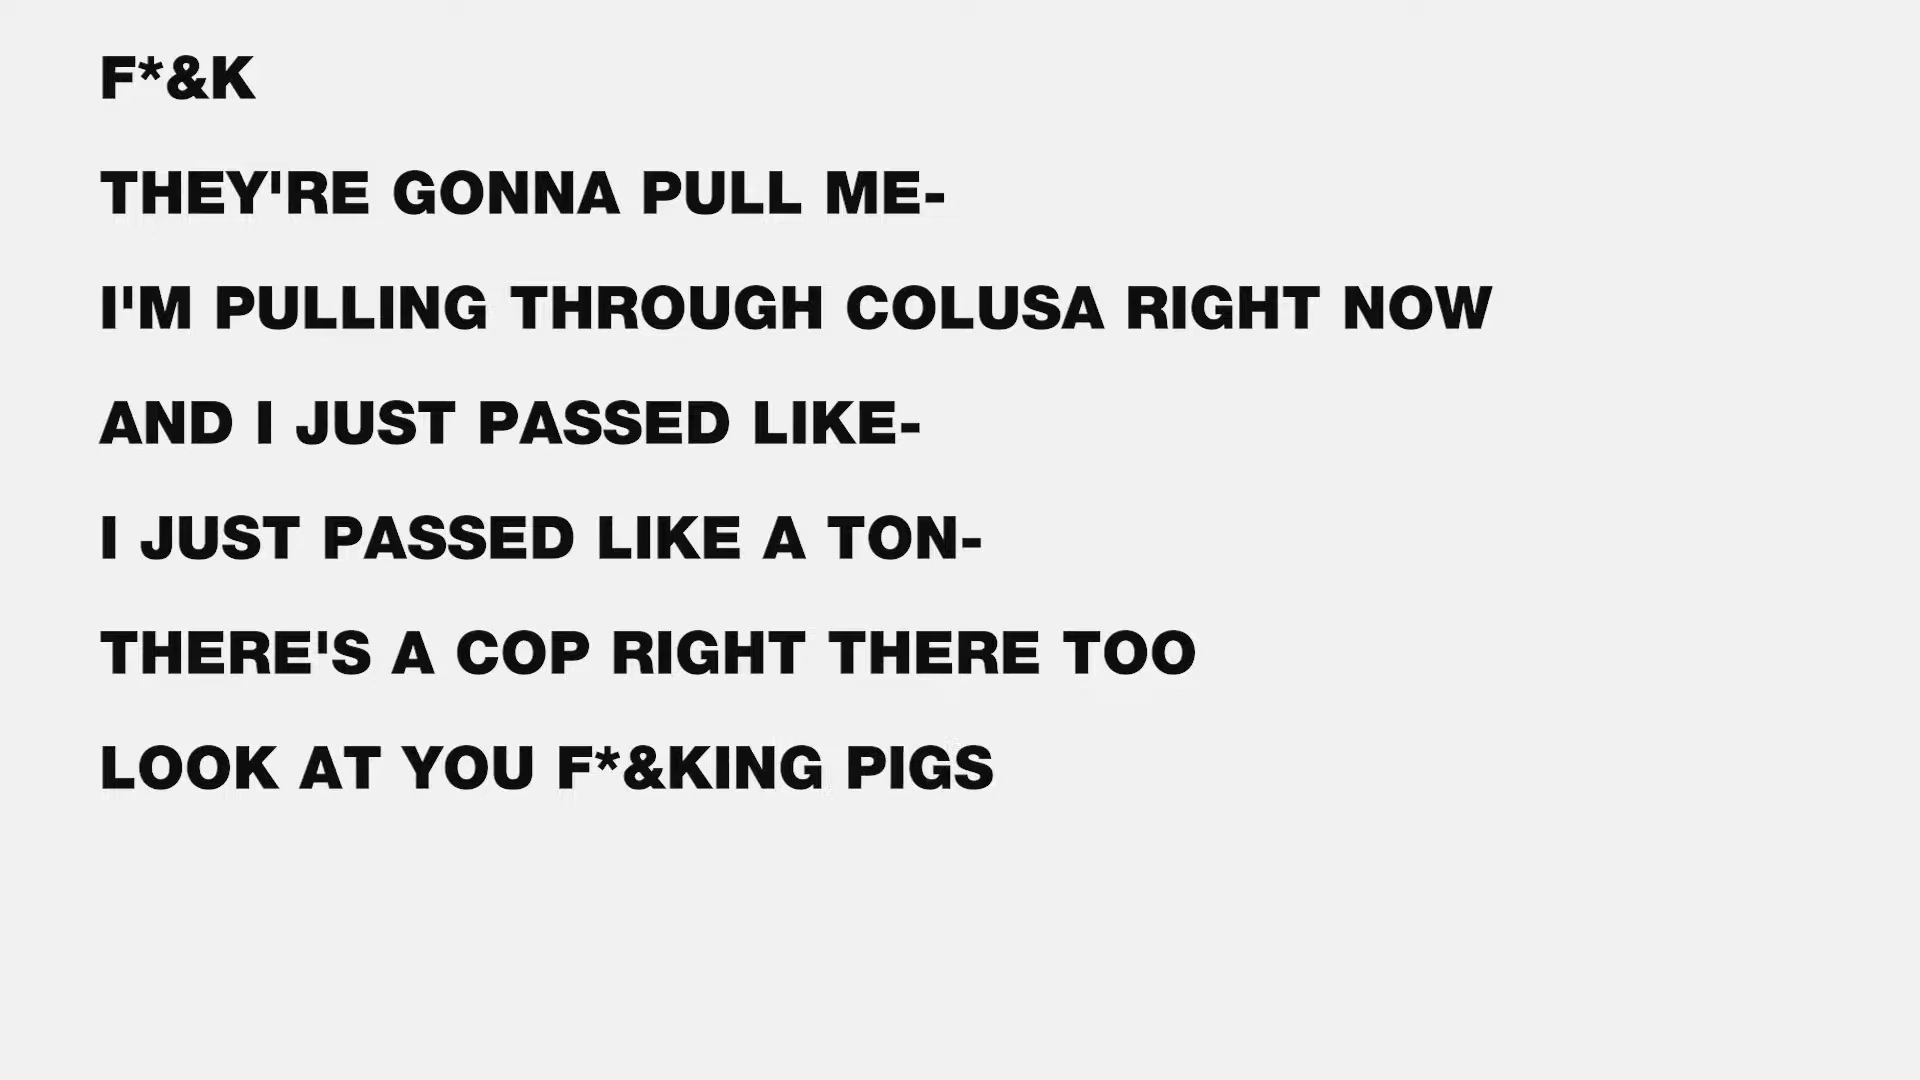 F*&K
THEY'RE GONNA PULL ME-
I'M PULLING THROUGH COLUSA RIGHT NOW
AND I JUST PASSED LIKE-
I JUST PASSED LIKE A TON-
THERE'S A COP RIGHT THERE TOO
LOOK AT YOU F*&KING PIGS